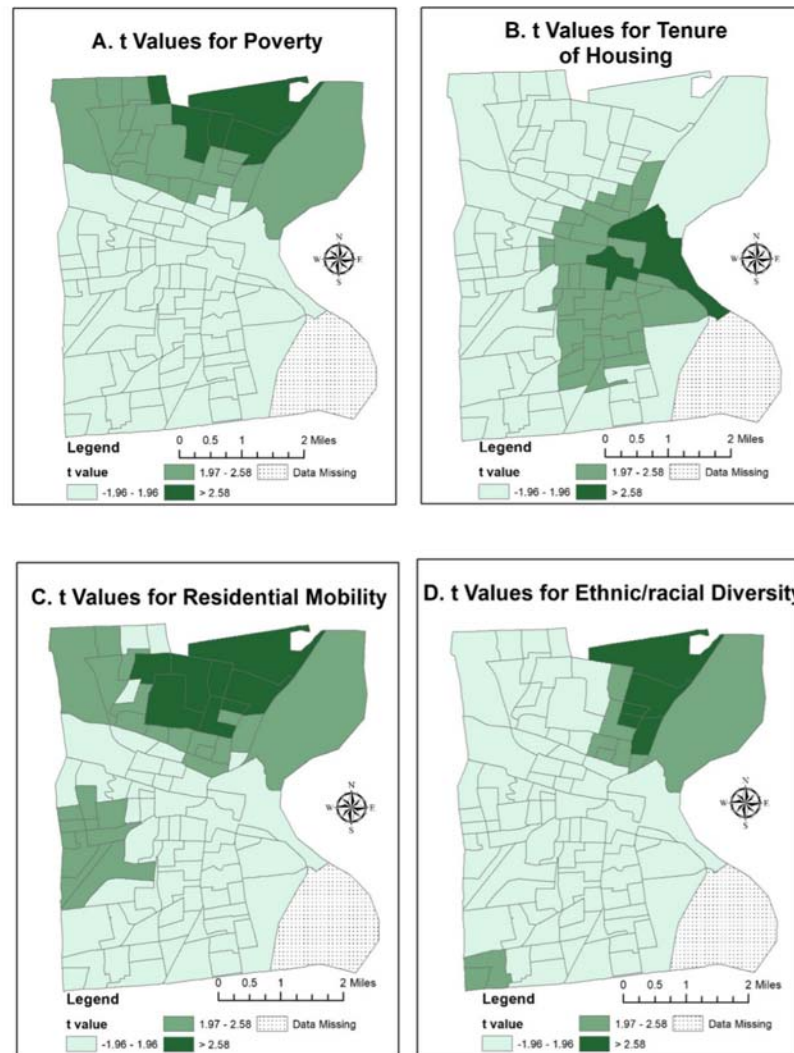 A. t Values for Poverty
N
W E
S
Legend
0 0.5 1 2 Miles
t value
1.97 - 2.58
Data Missing
-1.96 - 1.96
> 2.58
B. t Values for Tenure
of Housing
N
W E
S
Legend
0 0.5 1 2 Miles
t value
1.97 - 2.58
Data Missing
-1.96 - 1.96
> 2.58
C. t Values for Residential Mobility
N
W E
S
Legend
0 0.5 1 2 Miles
t value
1.97 - 2.58
Data Missing
-1.96 - 1.96
> 2.58
D. t Values for Ethnic/racial Diversity
N
W E
S
Legend
0 0.5 1 2 Miles
t value
1.97 - 2.58
Data Missing
-1.96 - 1.96
> 2.58